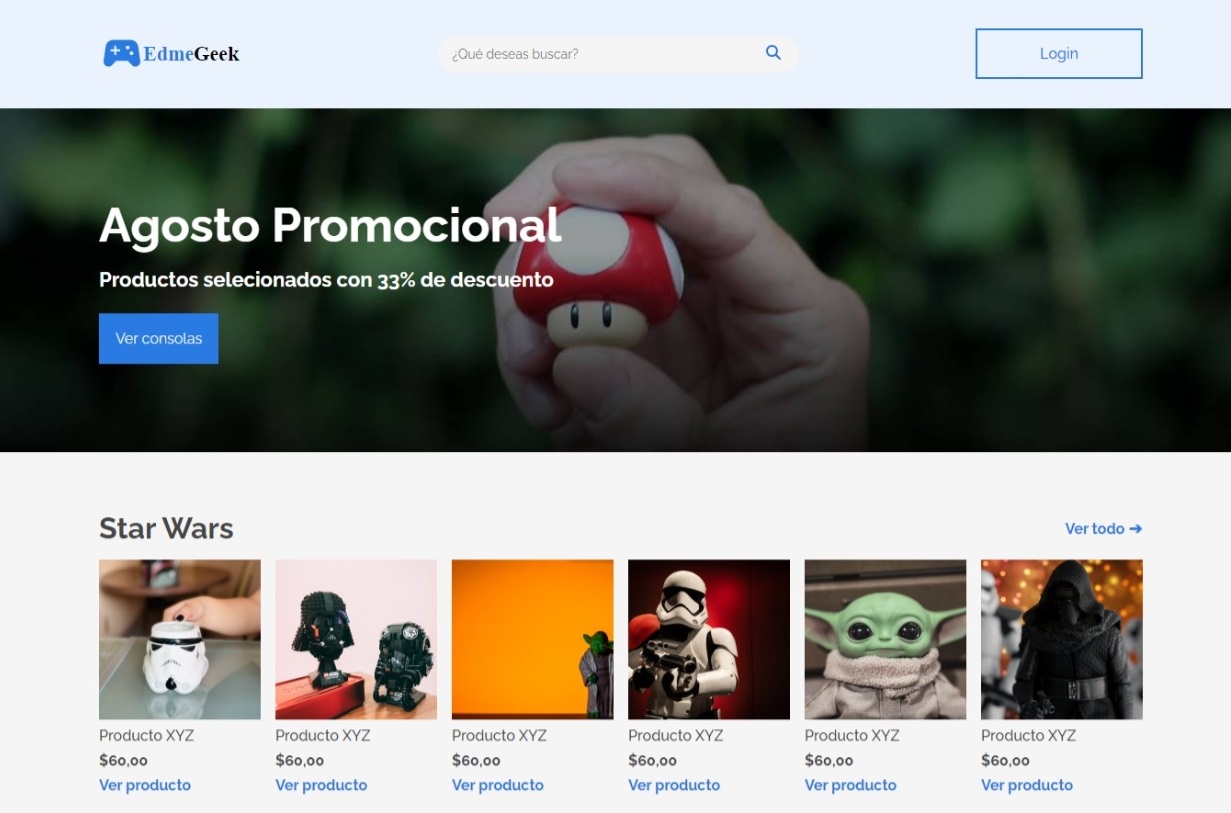 EdmeGeek
¿Qué deseas buscar?
Login
Agosto Promocional
Productos selecionados con 33% de descuento
Ver consolas
Star Wars
Ver todo ➔
Producto XYZ Producto XYZ Producto XYZ Producto XYZ Producto XYZ Producto XYZ
$60,00 $60,00 $60,00 $60,00 $60,00 $60,00
Ver producto Ver producto Ver producto Ver producto Ver producto Ver producto